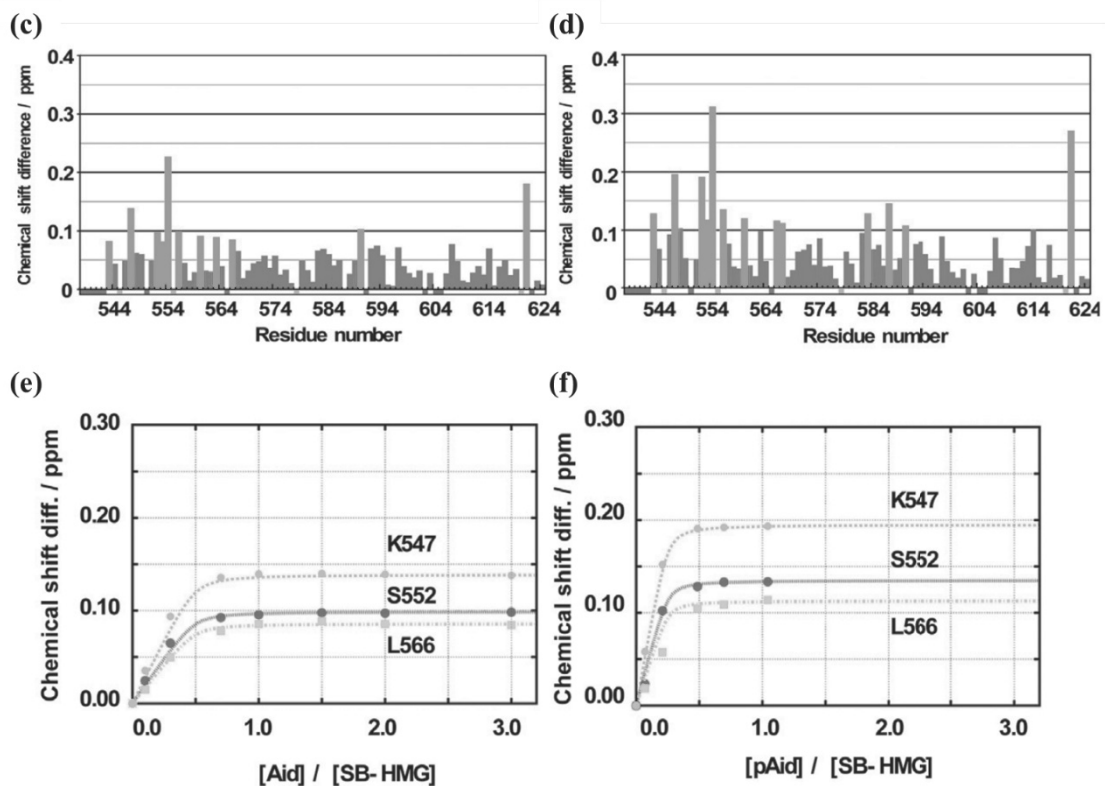 (c)
(d)
Chemical shift difference / ppm
0.4
0.3
0.2
0.1
0
544 554 564 574 584 594 604 614 624
Residue number
Chemical shift difference / ppm
0.4
0.3
0.2
0.1
0
544 554 564 574 584 594 604 614 624
Residue number
(e)
(f)
Chemical shift diff. / ppm
0.30
0.20
0.10
0.00
K547
S552
L566
0.0 1.0 2.0 3.0
[Aid] / [SB-HMG]
Chemical shift diff. / ppm
0.30
0.20
0.10
0.00
K547
S552
L566
0.0 1.0 2.0 3.0
[pAid] / [SB-HMG]